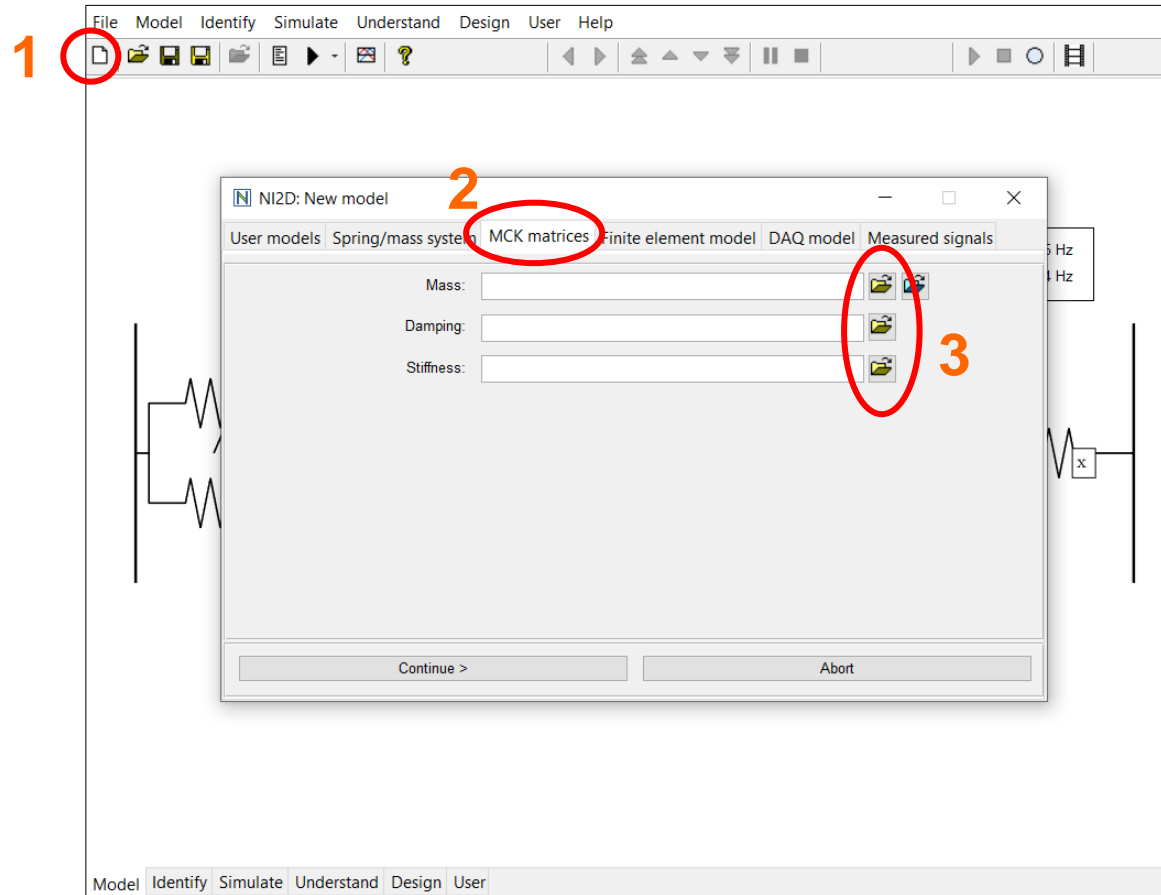 File Model Identify Simulate Understand Design User Help
1
2
NI2D: New model
User models Spring/mass system MCK matrices Finite element model DAQ model Measured signals
Mass:
Damping:
Stiffness:
3
Hz
Hz
x
Continue > Abort
Model Identify Simulate Understand Design User